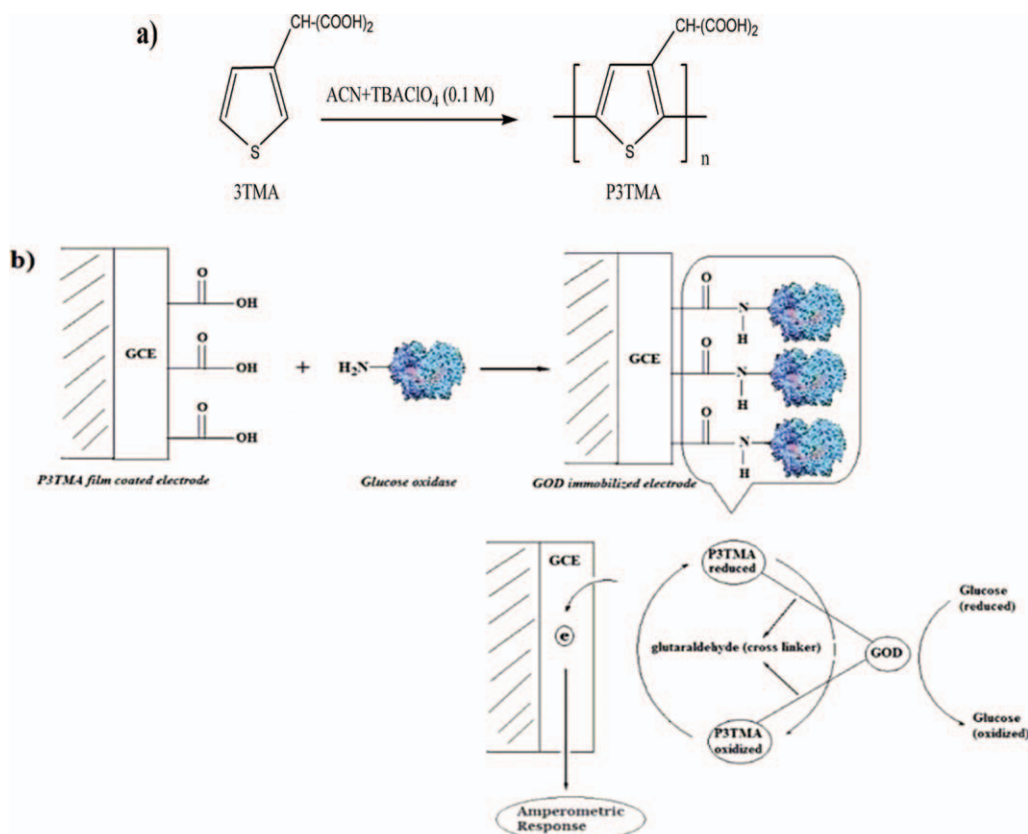 a)
CH-(COOH)2
S
3TMA
ACN+TBAClO4 (0.1 M)
CH-(COOH)2
S
n
P3TMA
b)
GCE
O
OH
O
OH
O
OH
P3TMA film coated electrode
+
H2N
Glucose oxidase
GCE
O
N
H
O
N
H
O
N
H
GOD immobilized electrode
GCE
e
Amperometric
Response
P3TMA
reduced
glutaraldehyde (cross linker)
P3TMA
oxidized
GOD
Glucose
(reduced)
Glucose
(oxidized)